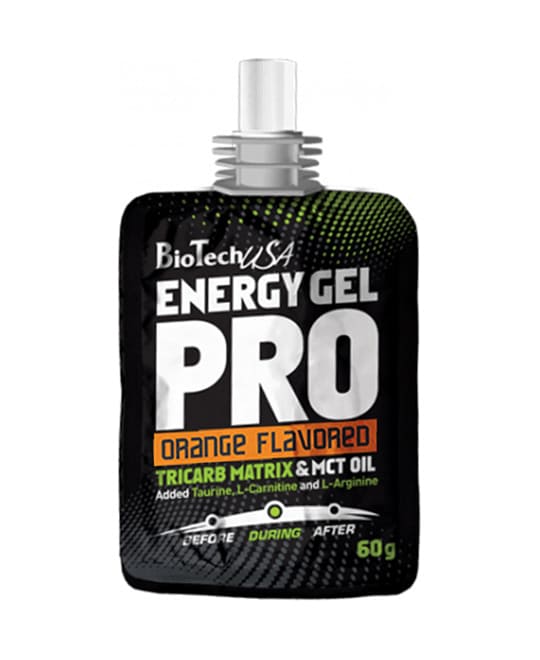 BioTechUSA
ENERGY GEL
PRO
ORANGE FLAVORED
TRICARB MATRIX & MCT OIL
Added Taurine, L-Carnitine and L-Arginine
BEFORE DURING AFTER
60g